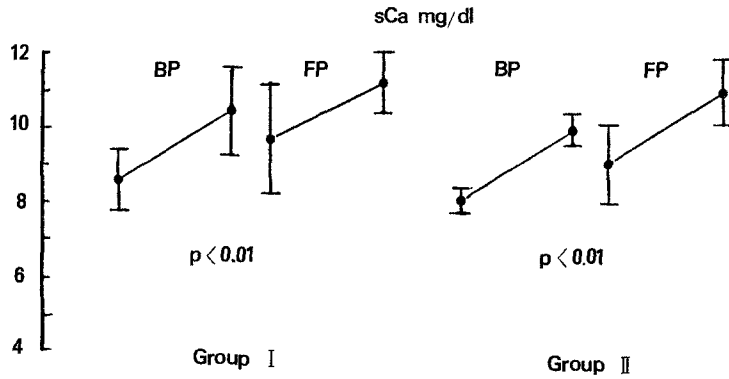 sCa mg/dl
12
BP
FP
BP
FP
10
8
p < 0.01
p < 0.01
6
4
Group I
Group II